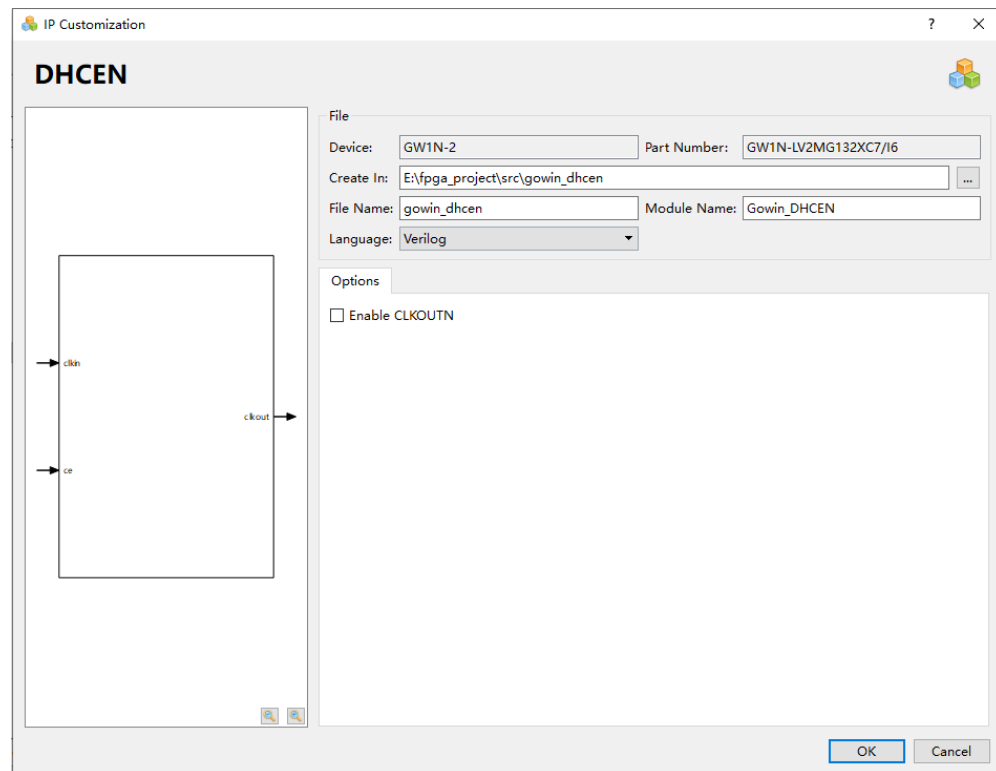 IP Customization
?
DHCEN
File
Device: GW1N-2 Part Number: GW1N-LV2MG132XC7/I6
Create In: E:\fpga_project\src\gowin_dhcen ...
File Name: gowin_dhcen Module Name: Gowin_DHCEN
Language: Verilog
Options
Enable CLKOUTN
clkin
clkout
ce
OK Cancel